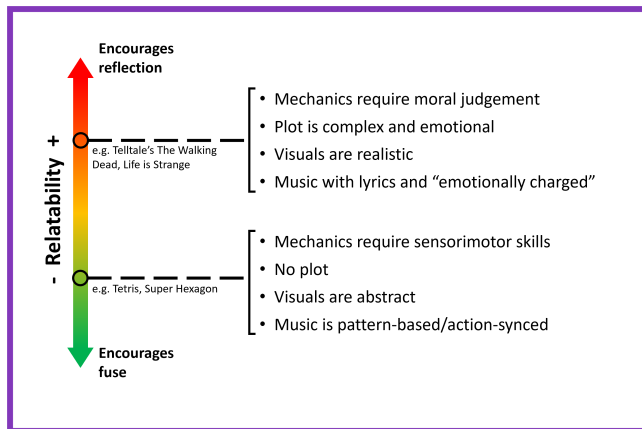 Encourages
reflection
- Relatability +
e.g. Telltale's The Walking
Dead, Life is Strange
• Mechanics require moral judgement
• Plot is complex and emotional
• Visuals are realistic
• Music with lyrics and “emotionally charged”
e.g. Tetris, Super Hexagon
• Mechanics require sensorimotor skills
• No plot
• Visuals are abstract
• Music is pattern-based/action-synced
Encourages
fuse